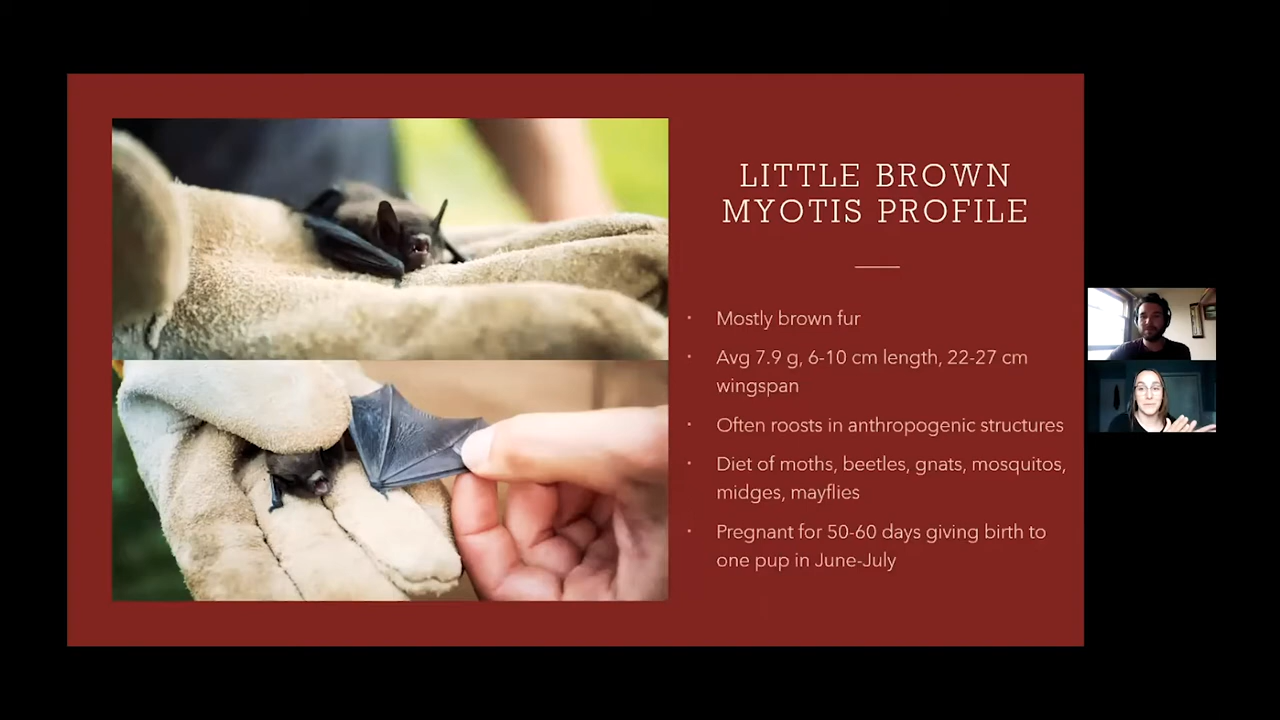 LITTLE BROWN
MYOTIS PROFILE
· Mostly brown fur
· Avg 7.9 g, 6-10 cm length, 22-27 cm
wingspan
· Often roosts in anthropogenic structures
· Diet of moths, beetles, gnats, mosquitos,
midges, mayflies
· Pregnant for 50-60 days giving birth to
one pup in June-July